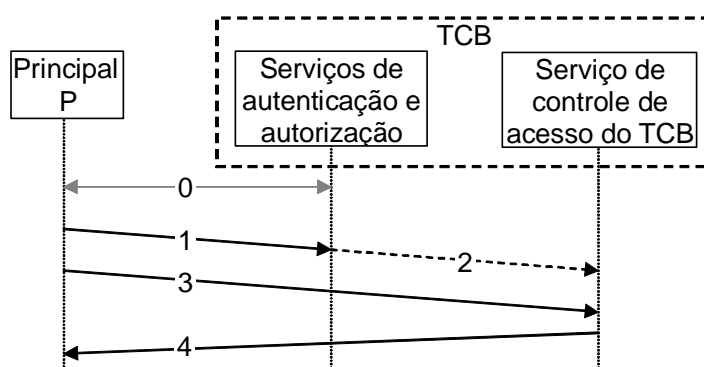 TCB
Principal
P
Serviços de
autenticação e
autorização
Serviço de
controle de
acesso do TCB
0
1
2
3
4